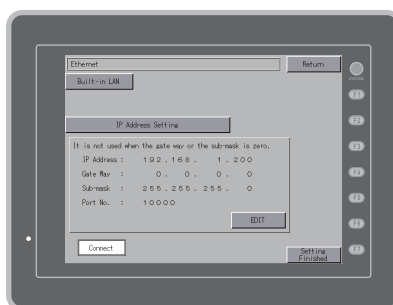 Ethernet
Return
Built-in LAN
SYSTEM
F1
F2
IP Address Setting
F3
It is not used when the gate way or the sub-mask is zero.
IP Address : 192.168. 1.200
F4
Gate Way : 0. 0. 0. 0
Sub-mask : 255.255.255. 0
F5
Port No. : 10000
EDIT
F6
Connect
Setting
Finished
F7